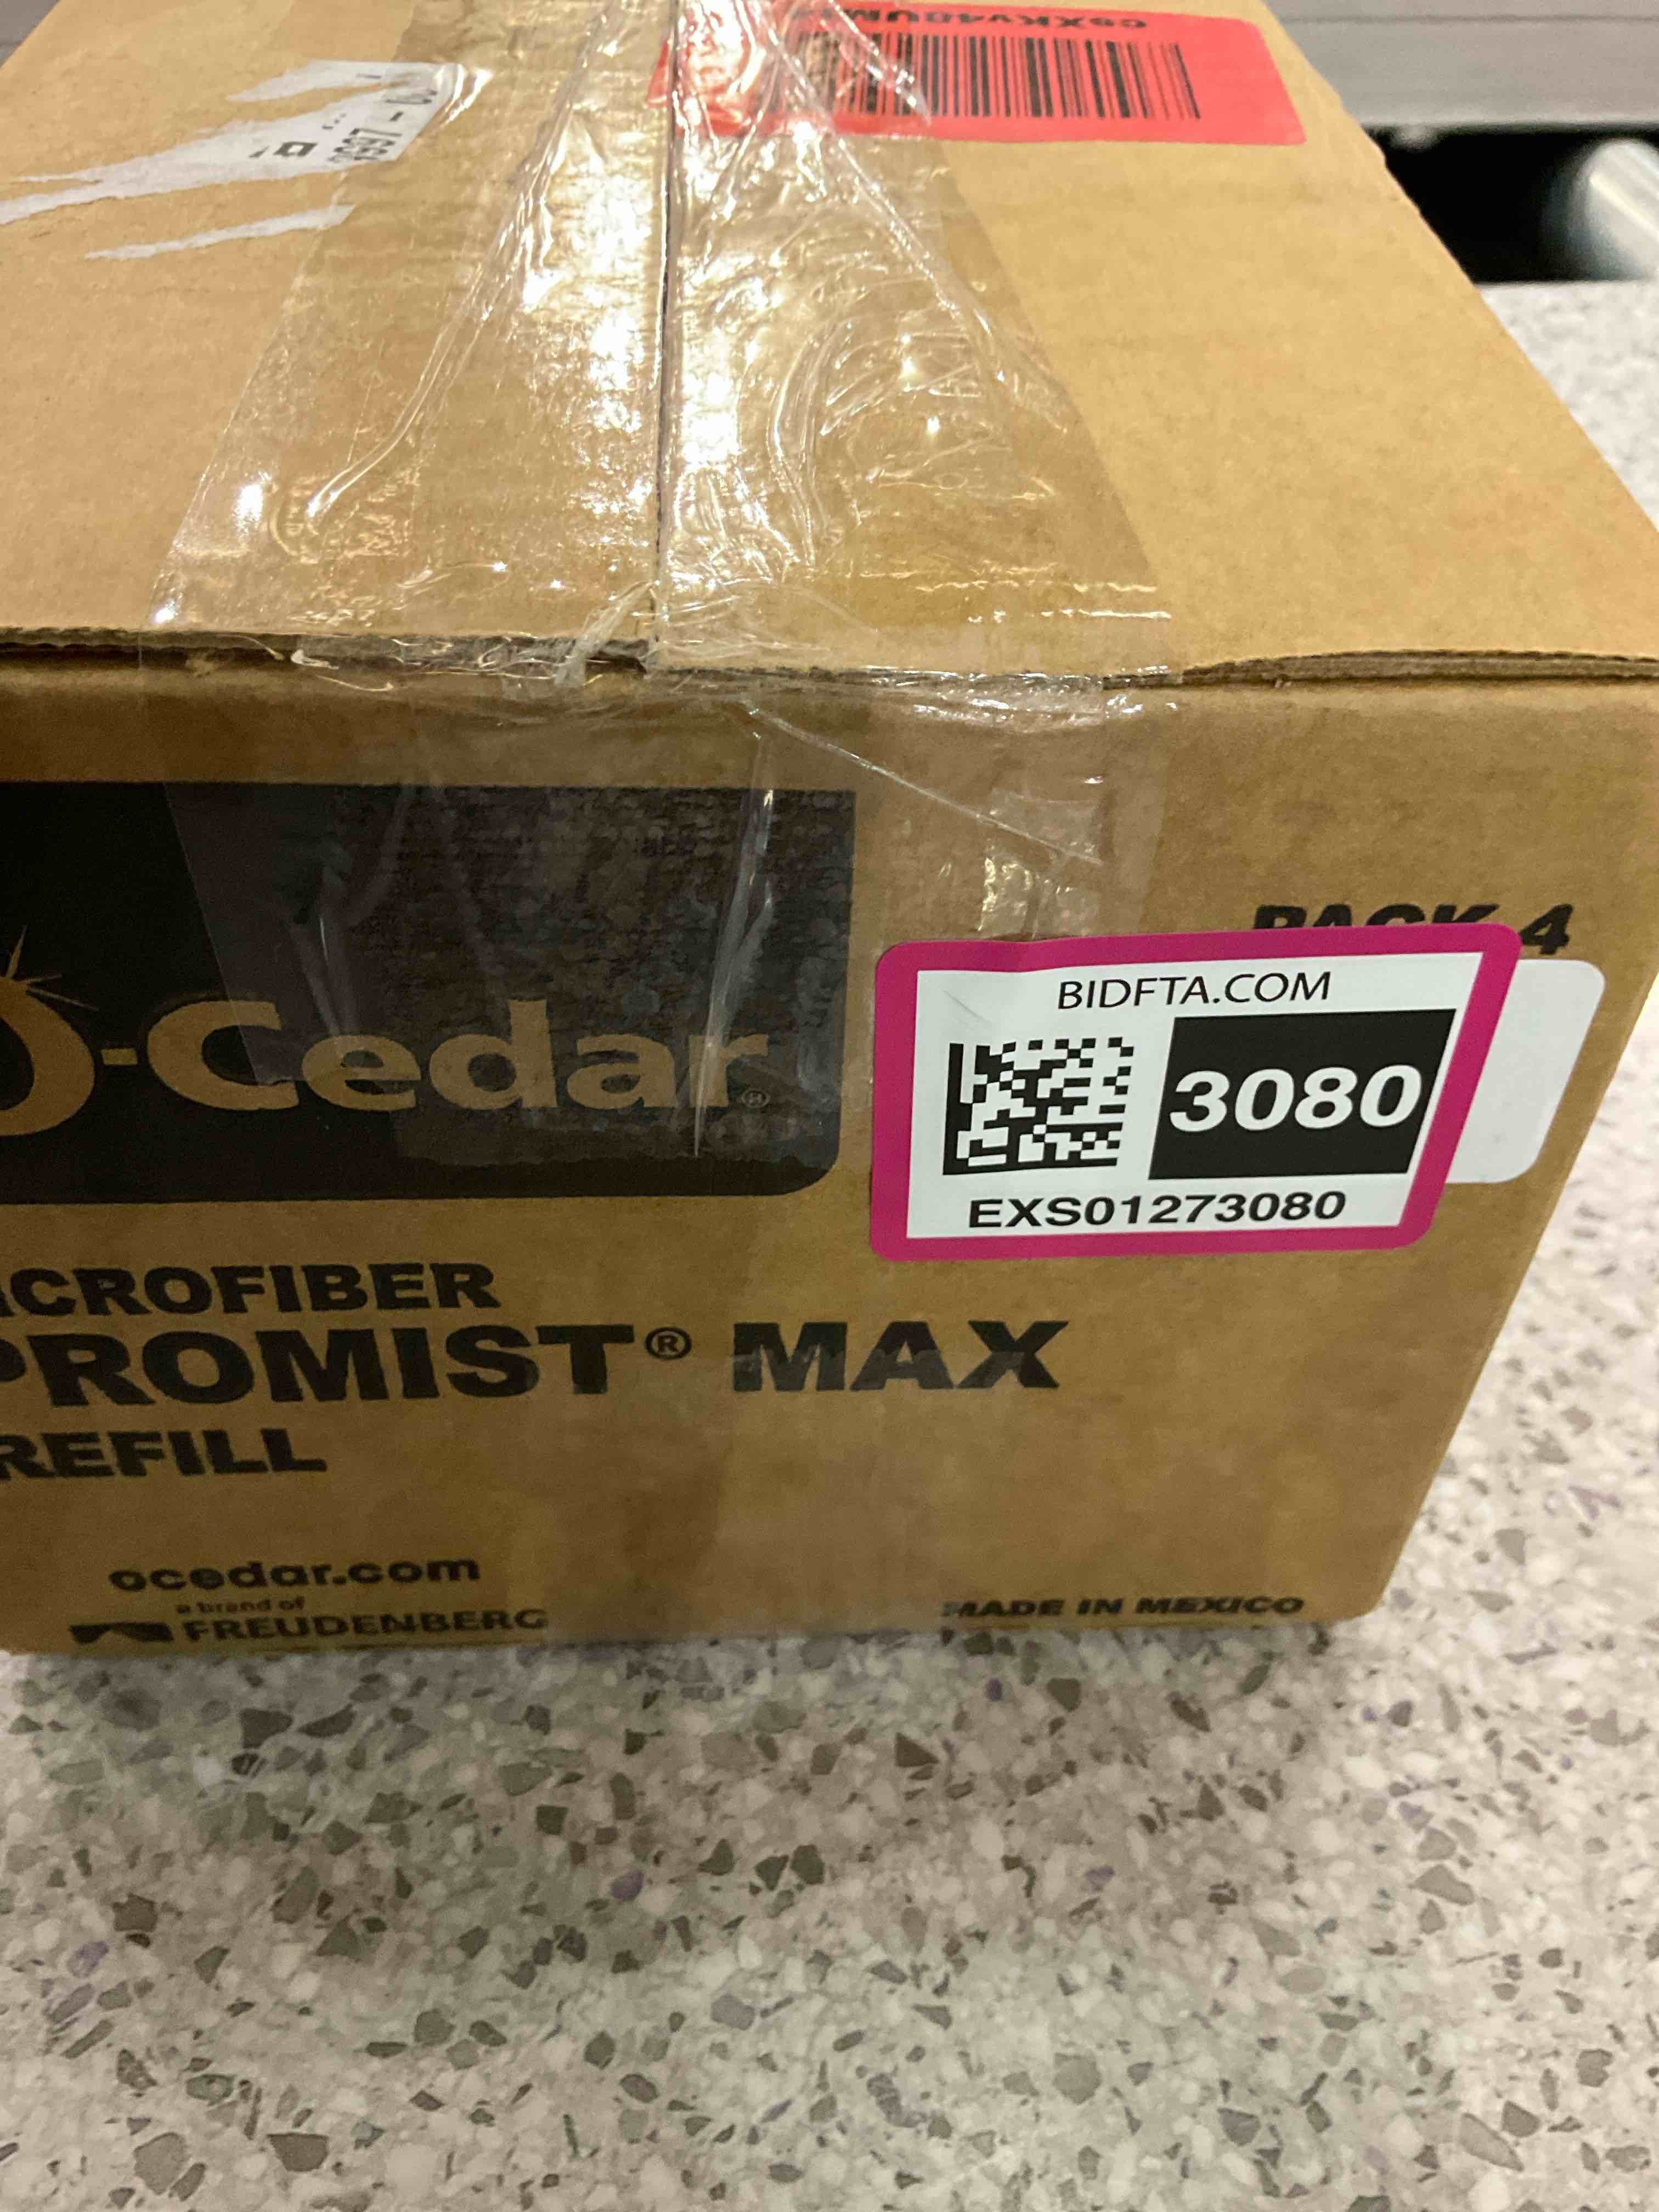 PACK 4
BIDFTA.COM
3080
EXS01273080
O-Cedar®
CROFIBER
PROMIST® MAX
REFILL
ocedar.com
a brand of
FREUDENBERG
MADE IN MEXICO